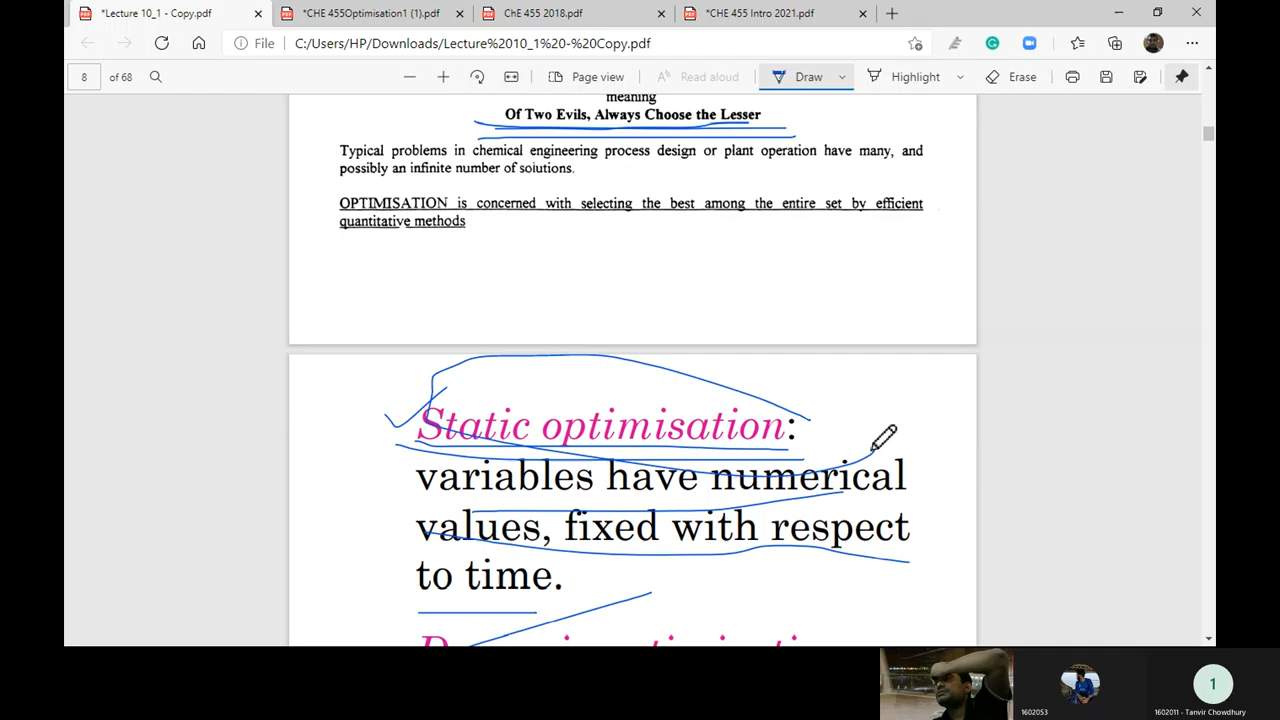 *Lecture 10_1 - Copy.pdf
*CHE 455Optimisation1 (1).pdf
ChE 455 2018.pdf
*CHE 455 Intro 2021.pdf
File
C:/Users/HP/Downloads/Lecture%2010_1%20-%20Copy.pdf
8 of 68
Page view
Read aloud
Draw
Highlight
Erase
meaning
Of Two Evils, Always Choose the Lesser
Typical problems in chemical engineering process design or plant operation have many, and
possibly an infinite number of solutions.
OPTIMISATION is concerned with selecting the best among the entire set by efficient
quantitative methods
Static optimisation:
variables have numerical
values, fixed with respect
to time.
1602053
1
1602011 - Tanvir Chowdhury